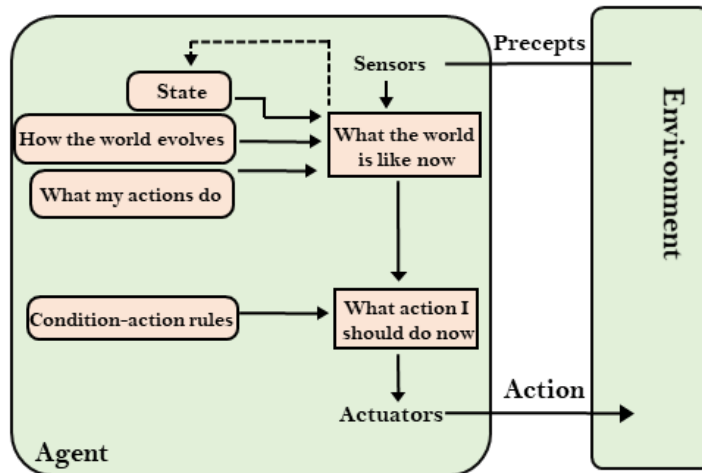 Precepts
Sensors
State
How the world evolves
What the world
is like now
What my actions do
Environment
Condition-action rules
What action I
should do now
Action
Actuators
Agent